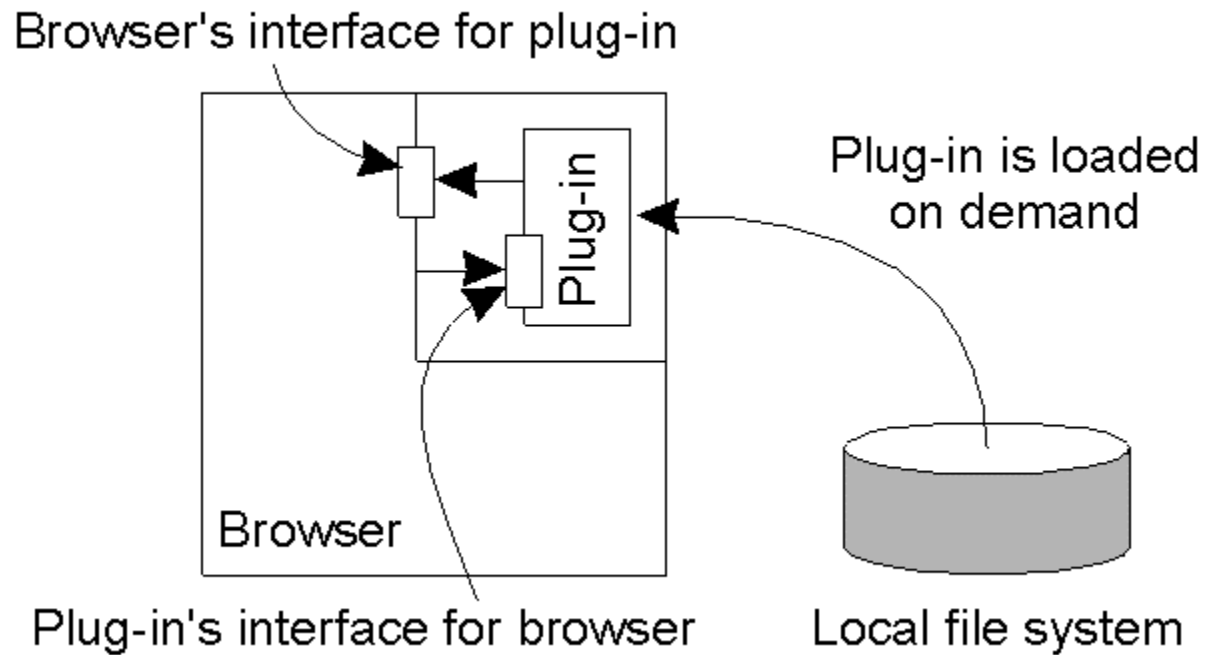 Browser's interface for plug-in
Plug-in
Plug-in is loaded
on demand
Browser
Plug-in's interface for browser
Local file system